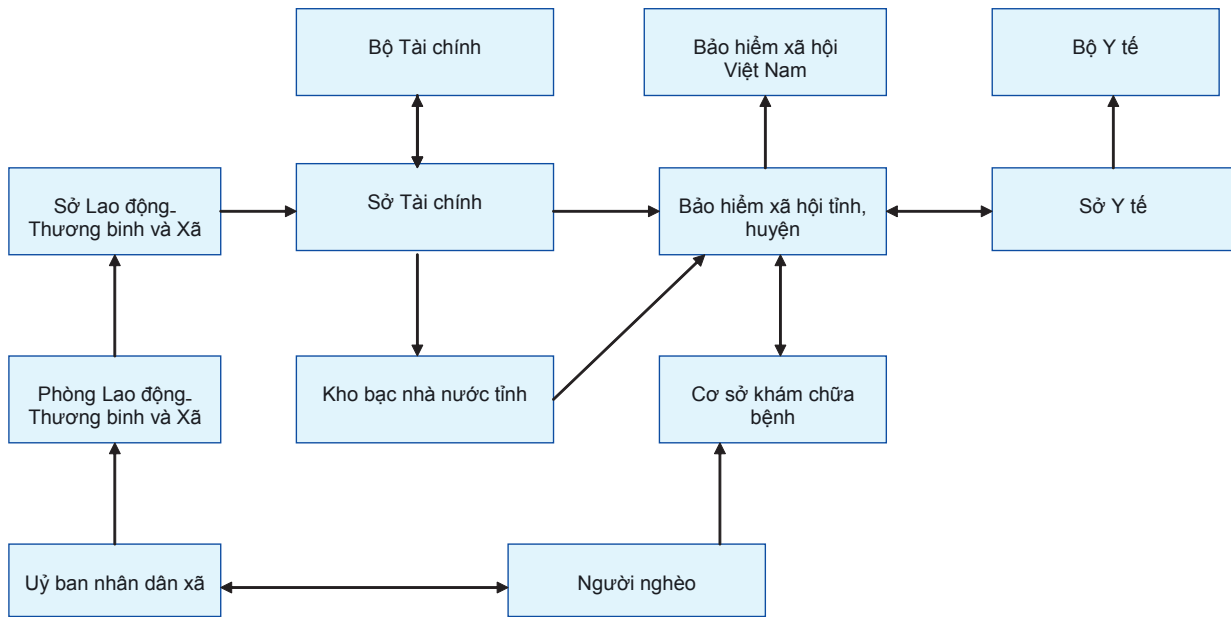 Bộ Tài chính
Bảo hiểm xã hội
Việt Nam
Bộ Y tế
Sở Lao động-
Thương binh và Xã
Sở Tài chính
Bảo hiểm xã hội tỉnh,
huyện
Sở Y tế
Phòng Lao động-
Thương binh và Xã
Kho bạc nhà nước tỉnh
Cơ sở khám chữa
bệnh
Uỷ ban nhân dân xã
Người nghèo